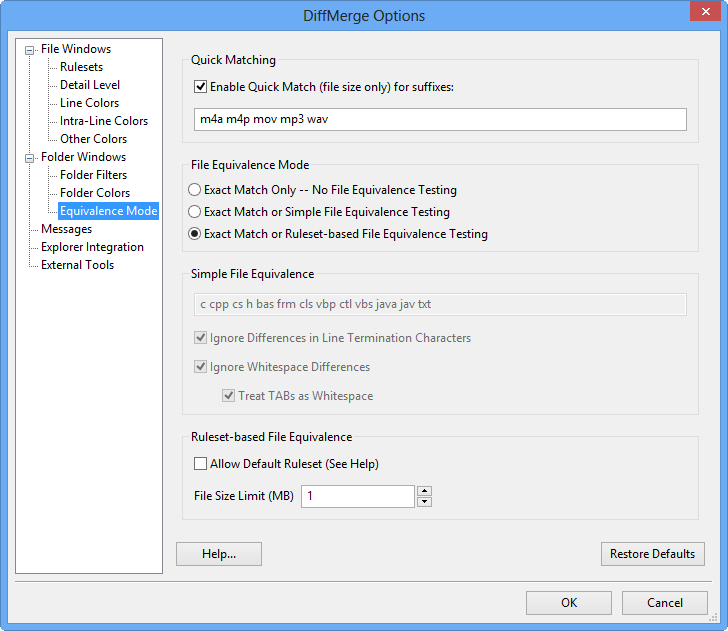 DiffMerge Options
File Windows
Rulesets
Detail Level
Line Colors
Intra-Line Colors
Other Colors
Folder Windows
Folder Filters
Folder Colors
Equivalence Mode
Messages
Explorer Integration
External Tools
Quick Matching
Enable Quick Match (file size only) for suffixes:
m4a m4p mov mp3 wav
File Equivalence Mode
Exact Match Only -- No File Equivalence Testing
Exact Match or Simple File Equivalence Testing
Exact Match or Ruleset-based File Equivalence Testing
Simple File Equivalence
c cpp cs h bas frm cls vbp ctl vbs java jav txt
Ignore Differences in Line Termination Characters
Ignore Whitespace Differences
Treat TABs as Whitespace
Ruleset-based File Equivalence
Allow Default Ruleset (See Help)
File Size Limit (MB) 1
Help... Restore Defaults
OK Cancel